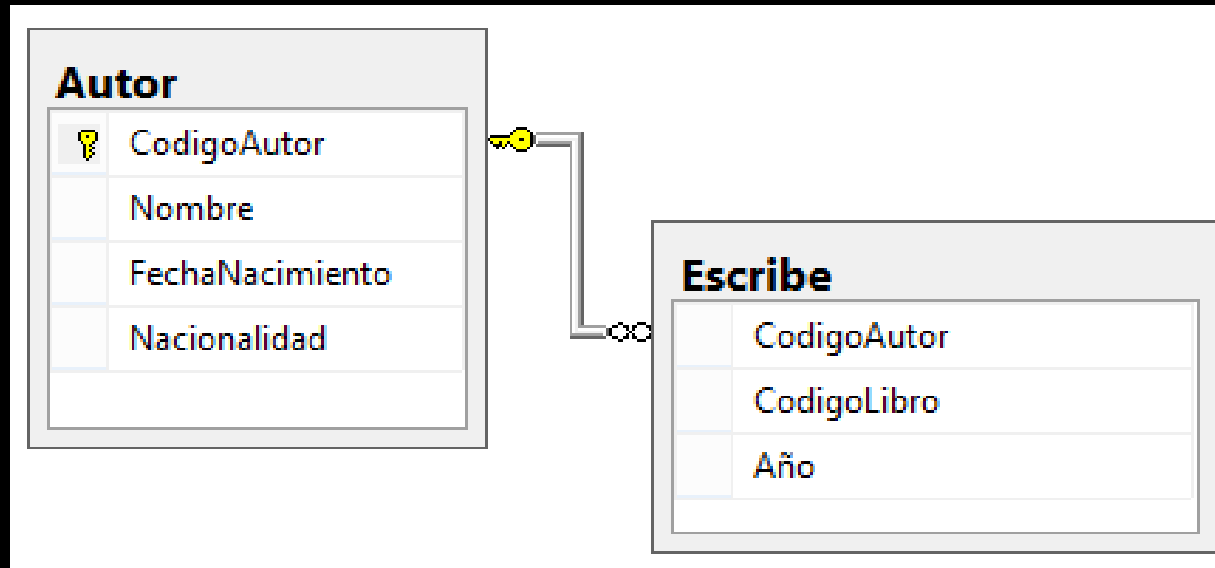 Autor
CodigoAutor
Nombre
FechaNacimiento
Nacionalidad
Escribe
CodigoAutor
CodigoLibro
Año